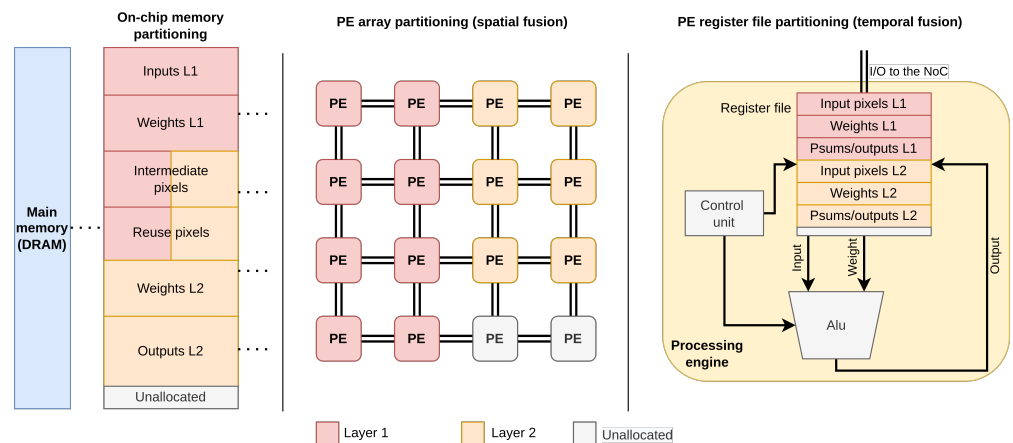 On-chip memory
partitioning
Main
memory
(DRAM)
Inputs L1
Weights L1
Intermediate
pixels
Reuse pixels
Weights L2
Outputs L2
Unallocated
PE array partitioning (spatial fusion)
PE PE PE PE
PE PE PE PE
PE PE PE PE
PE PE PE PE
PE register file partitioning (temporal fusion)
I/O to the NoC
Register file
Input pixels L1
Weights L1
Psums/outputs L1
Input pixels L2
Weights L2
Psums/outputs L2
Control
unit
Input
Weight
Output
Alu
Processing
engine
Layer 1
Layer 2
Unallocated